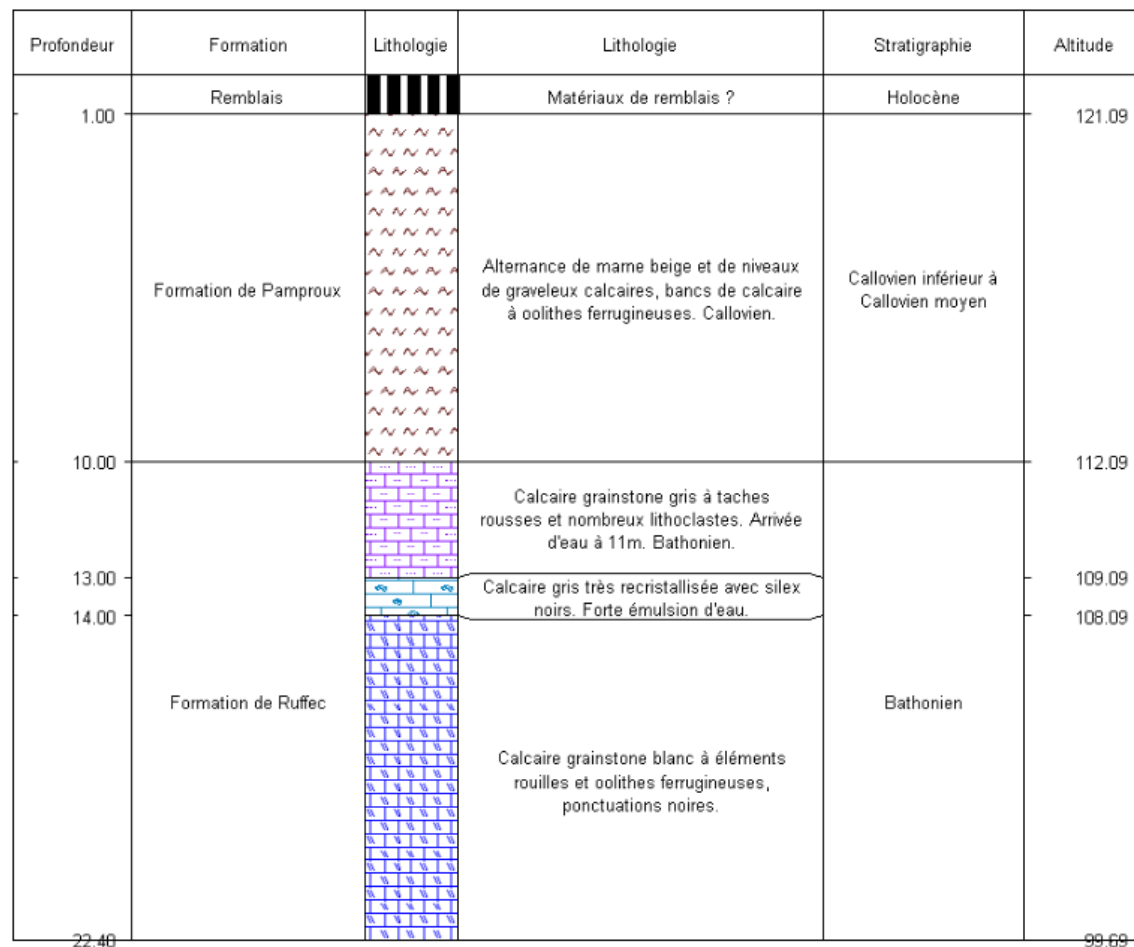 Profondeur
Formation
Lithologie
Lithologie
Stratigraphie
Altitude
Remblais
Matériaux de remblais ?
Holocène
1.00
121.09
Formation de Pamproux
Alternance de marne beige et de niveaux
de graveleux calcaires, bancs de calcaire
à oolithes ferrugineuses. Callovien.
Callovien inférieur à
Callovien moyen
10.00
112.09
Calcaire grainstone gris à taches
rousses et nombreux lithoclastes. Arrivée
d'eau à 11m. Bathonien.
13.00
109.09
Calcaire gris très recristallisée avec silex
noirs. Forte émulsion d'eau.
14.00
108.09
Formation de Ruffec
Bathonien
Calcaire grainstone blanc à éléments
rouilles et oolithes ferrugineuses,
ponctuations noires.
22.40
99.69